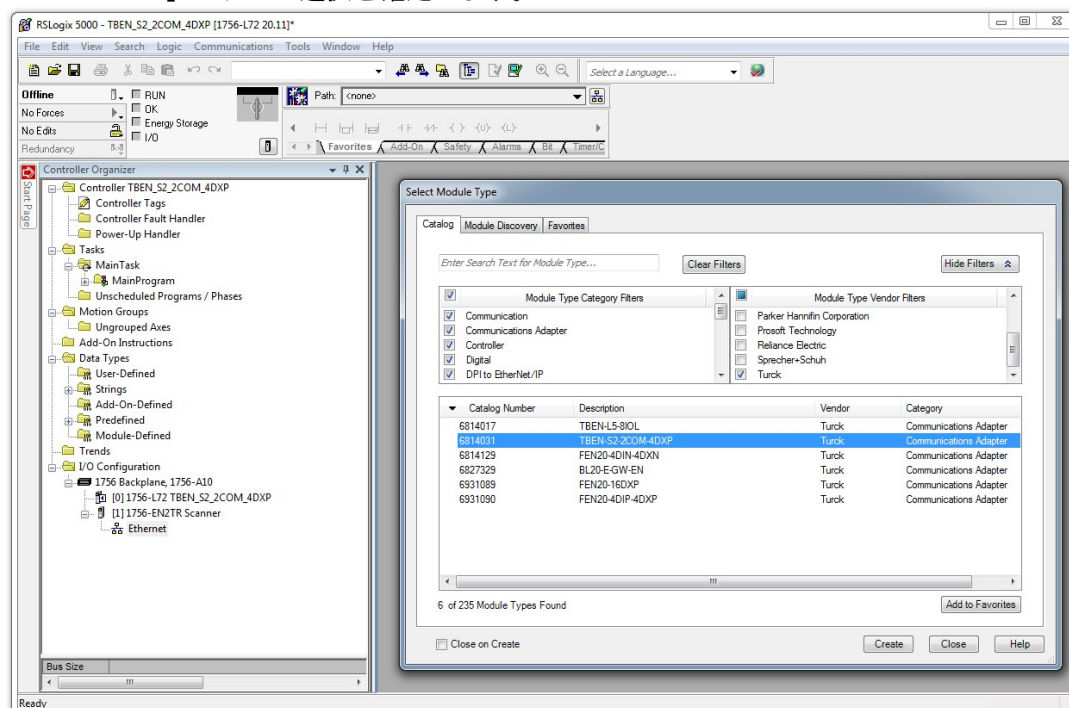 RSLogix 5000 - TBEN_S2_2COM_4DXP [1756-L72 20.11]*
File Edit View Search Logic Communications Tools Window Help
Select a Language...
Offline
RUN
Path: <none>
No Forces
OK
Energy Storage
No Edits
I/O
Redundancy
Favorites Add-On Safety Alarms Bit Timer/C
Start Page
Controller Organizer
Controller TBEN_S2_2COM_4DXP
Controller Tags
Controller Fault Handler
Power-Up Handler
Tasks
MainTask
MainProgram
Unscheduled Programs / Phases
Motion Groups
Ungrouped Axes
Add-On Instructions
Data Types
User-Defined
Strings
Add-On-Defined
Predefined
Module-Defined
Trends
I/O Configuration
1756 Backplane, 1756-A10
[0] 1756-L72 TBEN_S2_2COM_4DXP
[1] 1756-EN2TR Scanner
Ethernet
Bus Size
Ready
Select Module Type
Catalog Module Discovery Favorites
Enter Search Text for Module Type...
Clear Filters
Hide Filters
Module Type Category Filters
Communication
Communications Adapter
Controller
Digital
DPI to EtherNet/IP
Module Type Vendor Filters
Parker Hannifin Corporation
Prosoft Technology
Reliance Electric
Sprecher+Schuh
Turck
Catalog Number Description Vendor Category
6814017 TBEN-L5-8IOL Turck Communications Adapter
6814031 TBEN-S2-2COM-4DXP Turck Communications Adapter
6814129 FEN20-4DIN-4DXN Turck Communications Adapter
6827329 BL20-E-GW-EN Turck Communications Adapter
6931089 FEN20-16DXP Turck Communications Adapter
6931090 FEN20-4DIP-4DXP Turck Communications Adapter
6 of 235 Module Types Found
Add to Favorites
Close on Create
Create Close Help